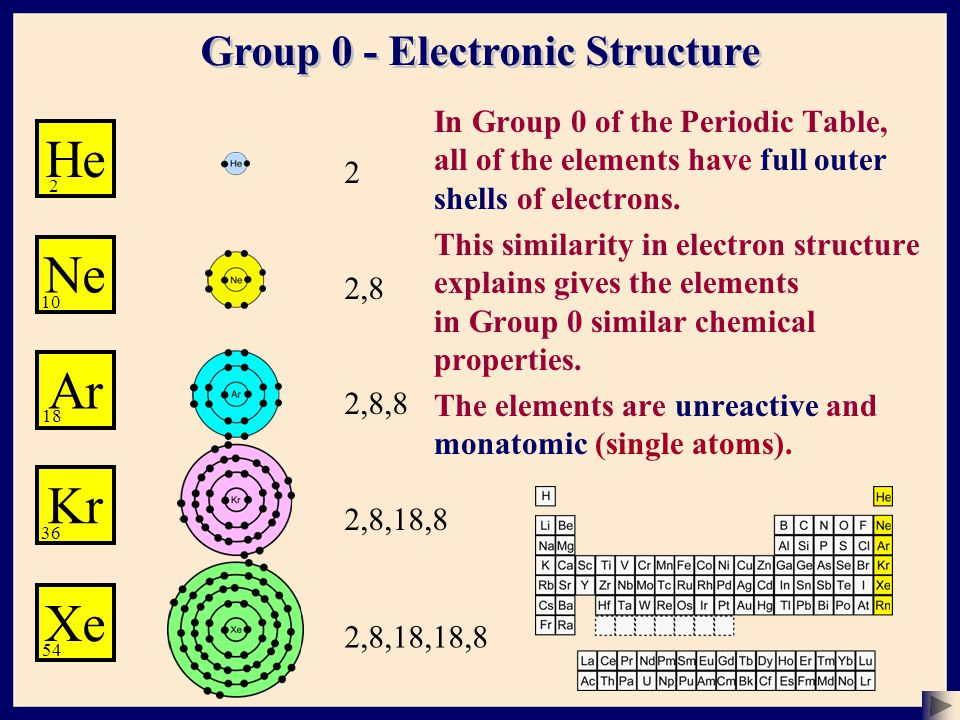 Group 0 - Electronic Structure
He
2
He
2
In Group 0 of the Periodic Table,
all of the elements have full outer
shells of electrons.
This similarity in electron structure
explains gives the elements
in Group 0 similar chemical
properties.
The elements are unreactive and
monatomic (single atoms).
Ne
10
Ne
2,8
Ar
18
Ar
2,8,8
Kr
36
Kr
2,8,18,8
Xe
54
Xe
2,8,18,18,8
H He
Li Be B C N O F Ne
Na Mg Al Si P S Cl Ar
K Ca Sc Ti V Cr Mn Fe Co Ni Cu Zn Ga Ge As Se Br Kr
Rb Sr Y Zr Nb Mo Tc Ru Rh Pd Ag Cd In Sn Sb Te I Xe
Cs Ba Hf Ta W Re Os Ir Pt Au Hg Tl Pb Bi Po At Rn
Fr Ra
La Ce Pr Nd Pm Sm Eu Gd Tb Dy Ho Er Tm Yb Lu
Ac Th Pa U Np Pu Am Cm Bk Cf Es Fm Md No Lr